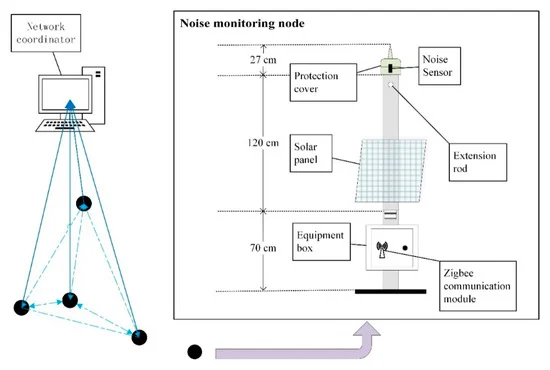 Network
coordinator
Noise monitoring node
27 cm
Protection
cover
Noise
Sensor
120 cm
Solar
panel
Extension
rod
70 cm
Equipment
box
Zigbee
communication
module